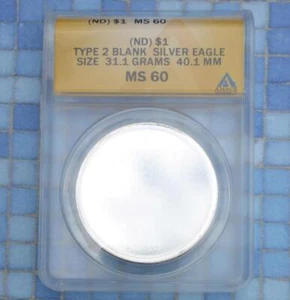 (ND) $1 MS 60
(ND) $1
TYPE 2 BLANK SILVER EAGLE
SIZE 31.1 GRAMS 40.1 MM
MS 60
ANACS